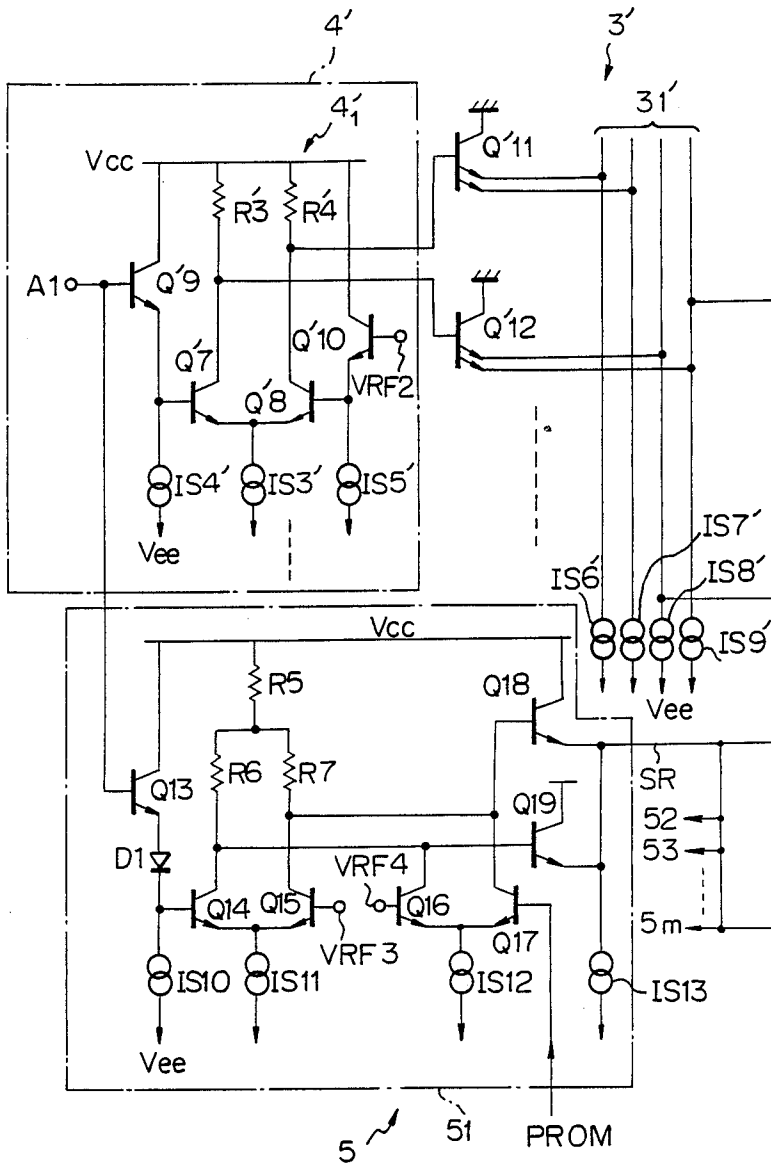 4′
3′
4′1
31′
Vcc
Q′11
R′3
R′4
A1
Q′9
Q′12
Q′10
Q′7
Q′8
VRF2
IS4′
IS3′
IS5′
IS7′
Vee
IS6′
IS8′
Vcc
IS9′
R5
Q18
Vee
R6
R7
Q13
Q19
SR
52
D1
VRF4
53
Q14
Q15
Q16
5m
Q17
VRF3
IS10
IS11
IS12
IS13
Vee
5
51
PROM